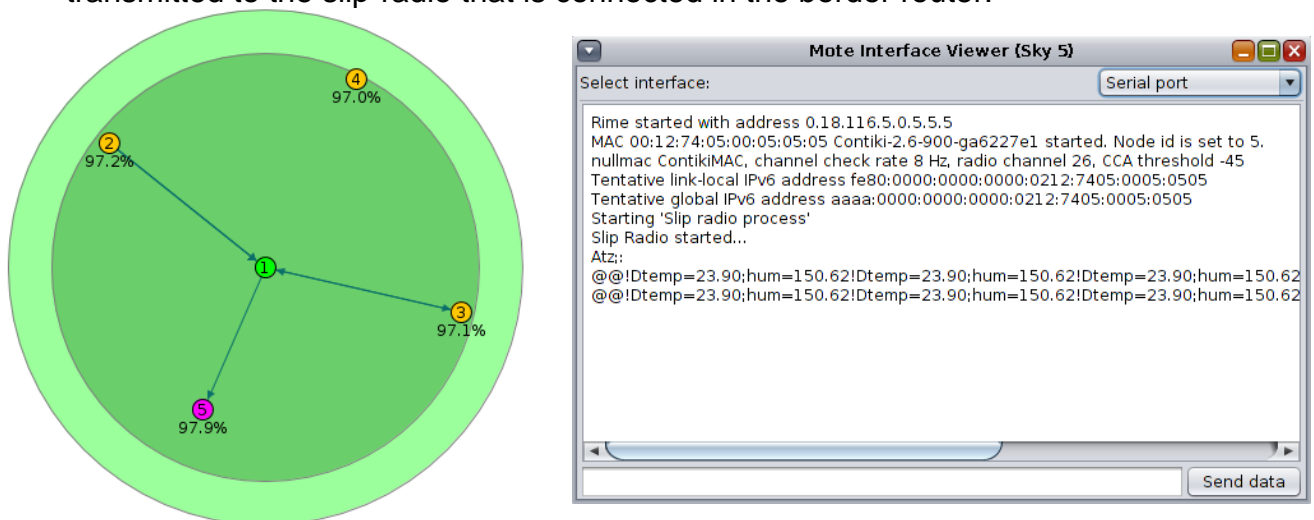 transmitted to the slip-radio that is connected in the border router.
4
97.0%
2
97.2%
1
3
97.1%
5
97.9%
Mote Interface Viewer (Sky 5)
Select interface:
Serial port
Rime started with address 0.18.116.5.0.5.5.5
MAC 00:12:74:05:00:05:05:05 Contiki-2.6-900-ga6227e1 started. Node id is set to 5.
nullmac ContikiMAC, channel check rate 8 Hz, radio channel 26, CCA threshold -45
Tentative link-local IPv6 address fe80:0000:0000:0000:0212:7405:0005:0505
Tentative global IPv6 address aaaa:0000:0000:0000:0212:7405:0005:0505
Starting 'Slip radio process'
Slip Radio started...
Atz;:
@@!Dtemp=23.90;hum=150.62!Dtemp=23.90;hum=150.62!Dtemp=23.90;hum=150.62
@@!Dtemp=23.90;hum=150.62!Dtemp=23.90;hum=150.62!Dtemp=23.90;hum=150.62
Send data